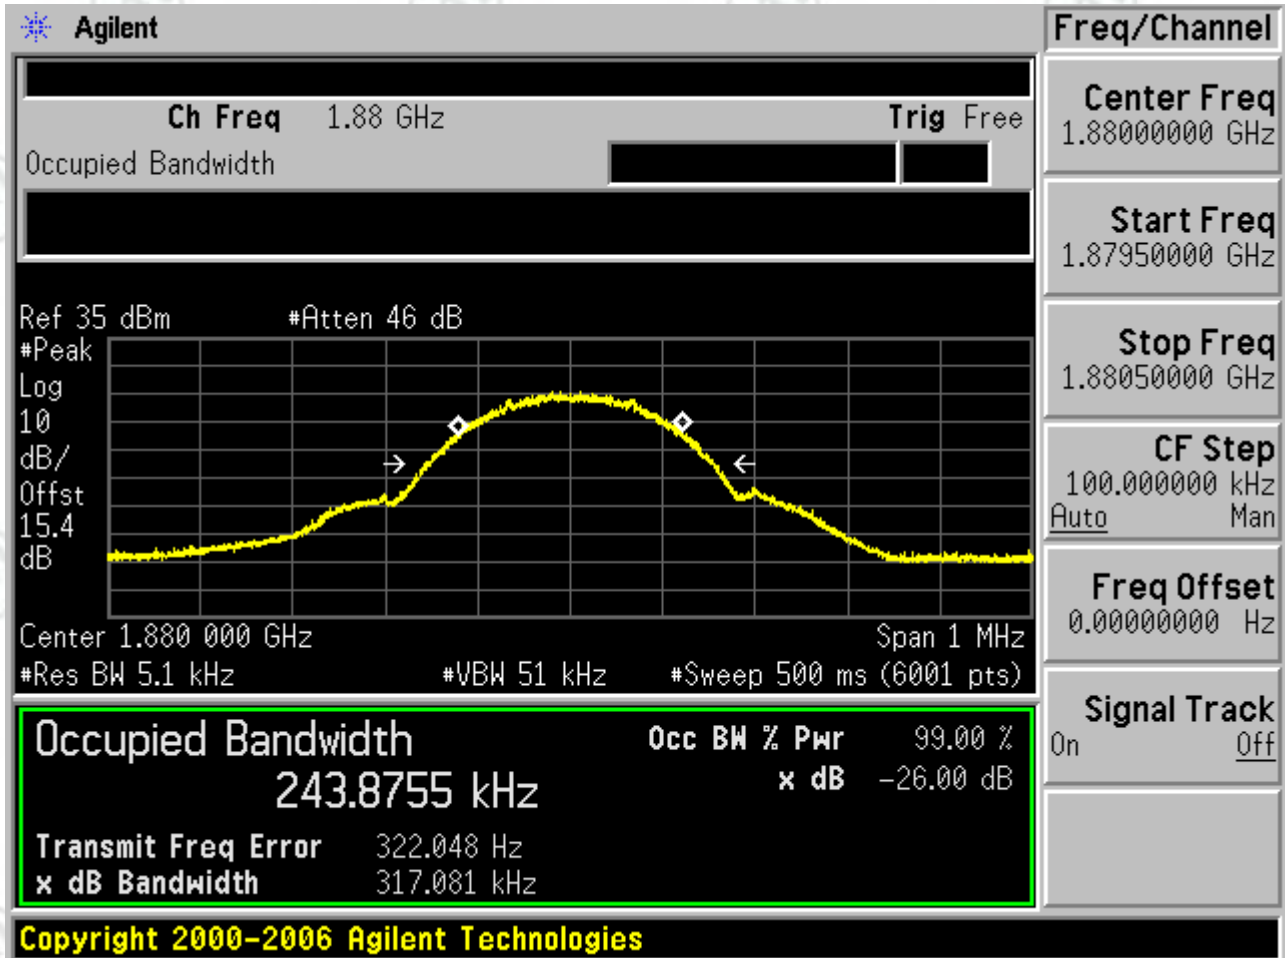 Agilent
Freq/Channel
Ch Freq 1.88 GHz Trig Free
Occupied Bandwidth
Center Freq
1.88000000 GHz
Start Freq
1.87950000 GHz
Stop Freq
1.88050000 GHz
CF Step
100.000000 kHz
Auto Man
Freq Offset
0.00000000 Hz
Signal Track
On Off
Ref 35 dBm #Atten 46 dB
#Peak
Log
10
dB/
Offst
15.4
dB
Center 1.880 000 GHz Span 1 MHz
#Res BW 5.1 kHz #VBW 51 kHz #Sweep 500 ms (6001 pts)
Occupied Bandwidth
243.8755 kHz
Occ BW % Pwr 99.00 %
x dB -26.00 dB
Transmit Freq Error 322.048 Hz
x dB Bandwidth 317.081 kHz
Copyright 2000-2006 Agilent Technologies